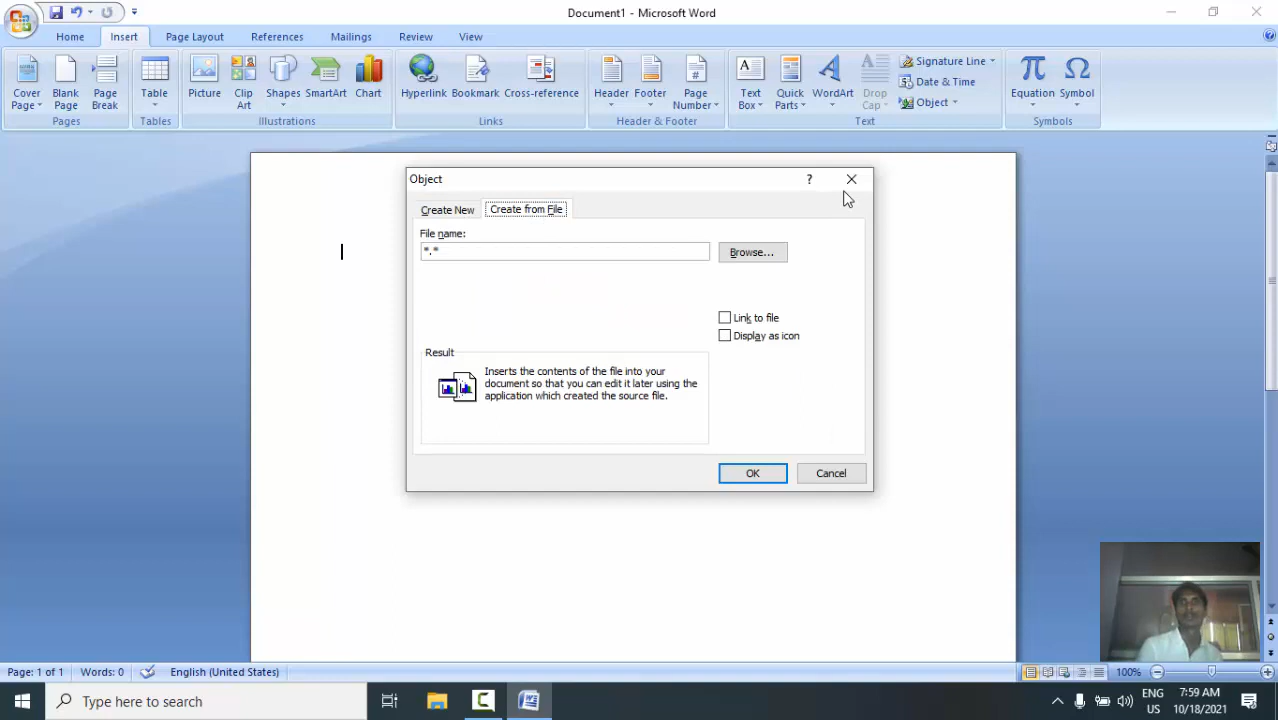 Document1 - Microsoft Word
Home Insert Page Layout References Mailings Review View
Cover Page
Blank Page
Page Break
Table
Picture
Clip Art
Shapes
SmartArt
Chart
Hyperlink
Bookmark
Cross-reference
Header
Footer
Page Number
Text Box
Quick Parts
WordArt
Drop Cap
Signature Line
Date & Time
Object
Equation
Symbol
Pages Tables Illustrations Links Header & Footer Text Symbols
Object ?
Create New Create from File
File name:
*.* Browse...
Link to file
Display as icon
Result
Inserts the contents of the file into your
document so that you can edit it later using the
application which created the source file.
OK Cancel
Page: 1 of 1 Words: 0 English (United States) 100%
Type here to search
ENG
US
7:59 AM
10/18/2021